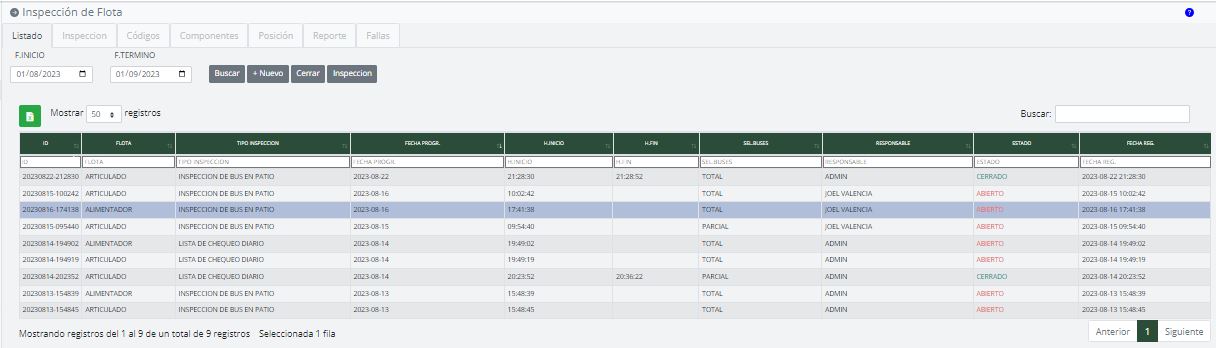 Inspección de Flota
?
Listado Inspeccion Códigos Componentes Posición Reporte Fallas
F.INICIO F.TERMINO
01/08/2023 01/09/2023 Buscar + Nuevo Cerrar Inspeccion
Mostrar 50 registros Buscar:
ID FLOTA TIPO INSPECCION FECHA PROGR. H.INICIO H.FIN SEL.BUSES RESPONSABLE ESTADO FECHA REG.
ID FLOTA TIPO INSPECCION FECHA PROGR. H.INICIO H.FIN SEL.BUSES RESPONSABLE ESTADO FECHA REG.
20230822-212830 ARTICULADO INSPECCION DE BUS EN PATIO 2023-08-22 21:28:30 21:28:52 TOTAL ADMIN CERRADO 2023-08-22 21:28:30
20230815-100242 ARTICULADO INSPECCION DE BUS EN PATIO 2023-08-16 10:02:42 TOTAL JOEL VALENCIA ABIERTO 2023-08-15 10:02:42
20230816-174138 ALIMENTADOR INSPECCION DE BUS EN PATIO 2023-08-16 17:41:38 TOTAL JOEL VALENCIA ABIERTO 2023-08-16 17:41:38
20230815-095440 ARTICULADO INSPECCION DE BUS EN PATIO 2023-08-15 09:54:40 PARCIAL JOEL VALENCIA ABIERTO 2023-08-15 09:54:40
20230814-194902 ALIMENTADOR LISTA DE CHEQUEO DIARIO 2023-08-14 19:49:02 TOTAL ADMIN ABIERTO 2023-08-14 19:49:02
20230814-194919 ARTICULADO LISTA DE CHEQUEO DIARIO 2023-08-14 19:49:19 TOTAL ADMIN ABIERTO 2023-08-14 19:49:19
20230814-202352 ARTICULADO LISTA DE CHEQUEO DIARIO 2023-08-14 20:23:52 20:36:22 PARCIAL ADMIN CERRADO 2023-08-14 20:23:52
20230813-154839 ALIMENTADOR INSPECCION DE BUS EN PATIO 2023-08-13 15:48:39 TOTAL ADMIN ABIERTO 2023-08-13 15:48:39
20230813-154845 ARTICULADO INSPECCION DE BUS EN PATIO 2023-08-13 15:48:45 TOTAL ADMIN ABIERTO 2023-08-13 15:48:45
Mostrando registros del 1 al 9 de un total de 9 registros Seleccionada 1 fila Anterior 1 Siguiente